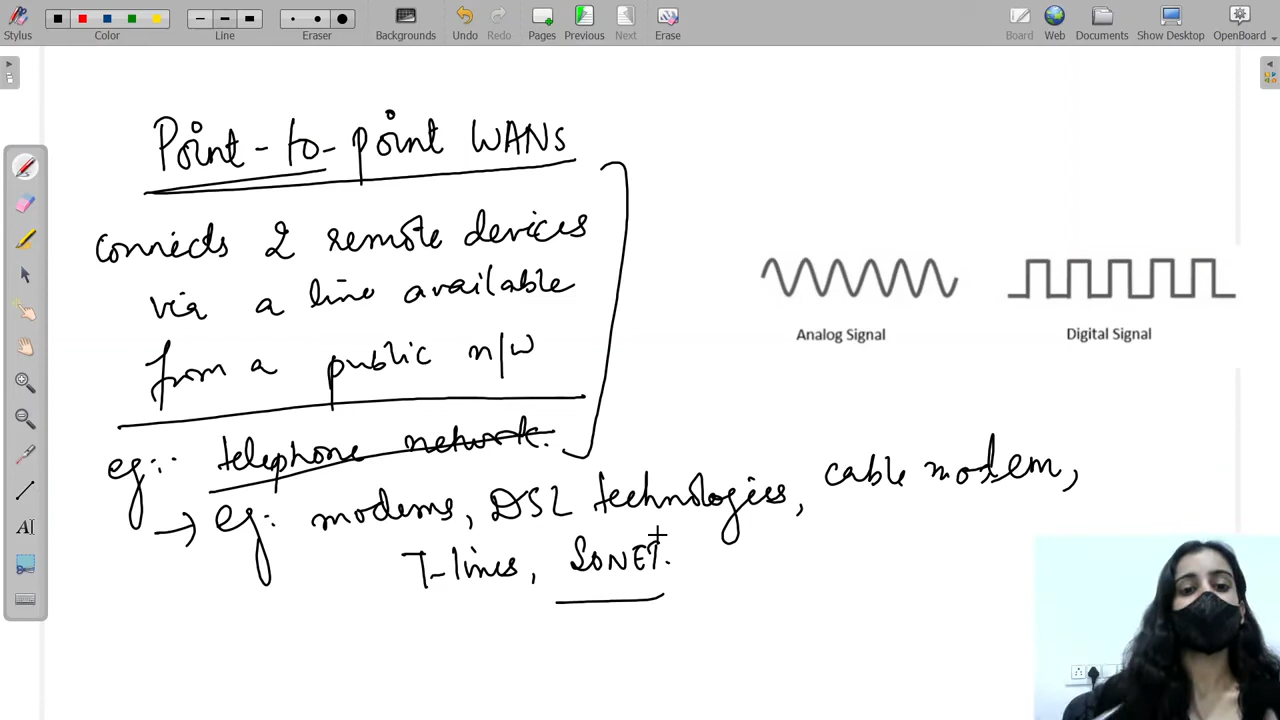 Stylus
Color
Line
Eraser
Backgrounds
Undo
Redo
Pages
Previous
Next
Erase
Board
Web
Documents
Show Desktop
OpenBoard
Point-to-point WANs
connects 2 remote devices
via a line available
from a public n/w
eg:- telephone network.
→ eg: modems, DSL technologies, cable modem,
T-lines, SONET.
Analog Signal
Digital Signal